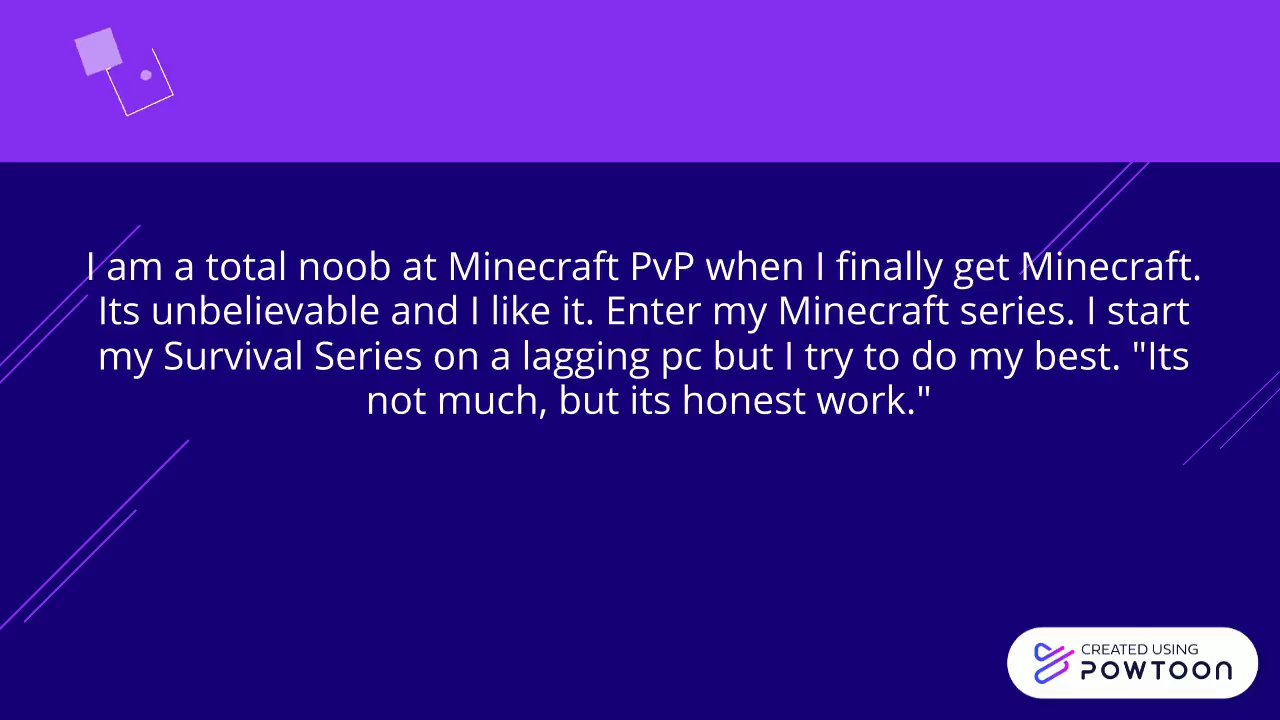 I am a total noob at Minecraft PvP when I finally get Minecraft.
Its unbelievable and I like it. Enter my Minecraft series. I start
my Survival Series on a lagging pc but I try to do my best. "Its
not much, but its honest work."
CREATED USING
POWTOON